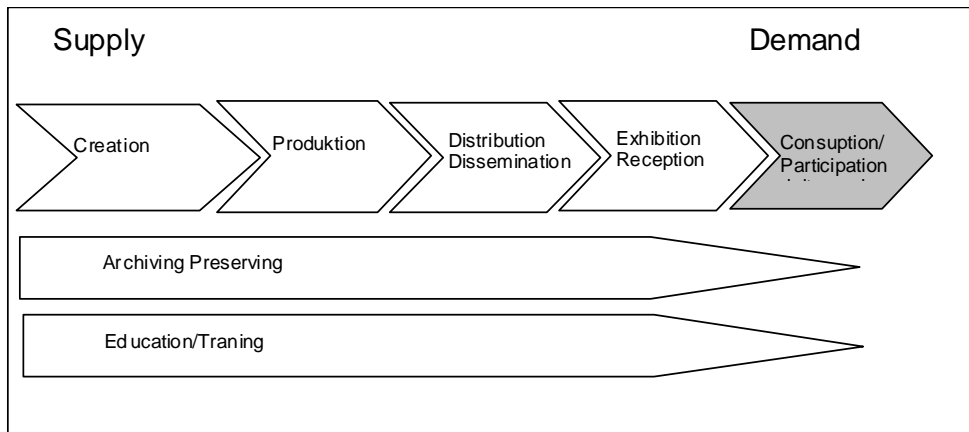 Supply
Demand
Creation
Produktion
Distribution
Dissemination
Exhibition
Reception
Consuption/
Participation
Archiving Preserving
Education/Traning